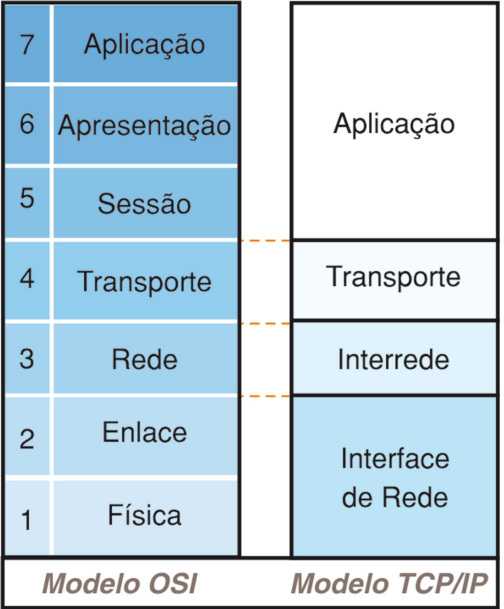 7 Aplicação
6 Apresentação
5 Sessão
4 Transporte
3 Rede
2 Enlace
1 Física
Modelo OSI
Aplicação
Transporte
Interrede
Interface
de Rede
Modelo TCP/IP